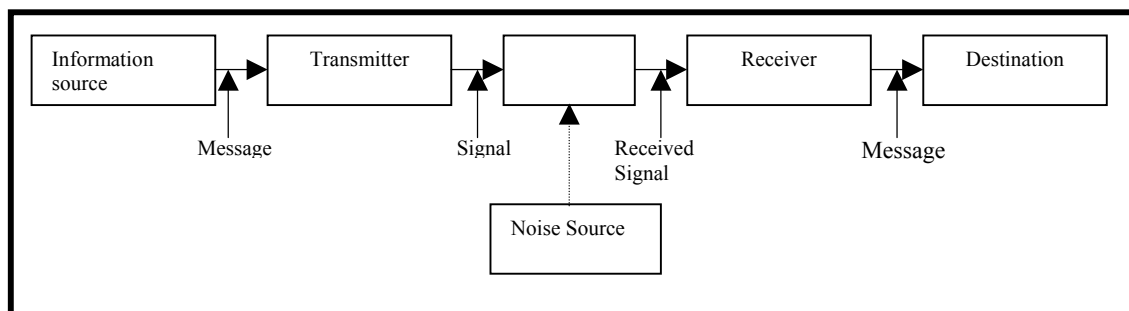 Information
source
Transmitter
Receiver
Destination
Message
Signal
Received
Signal
Message
Noise Source